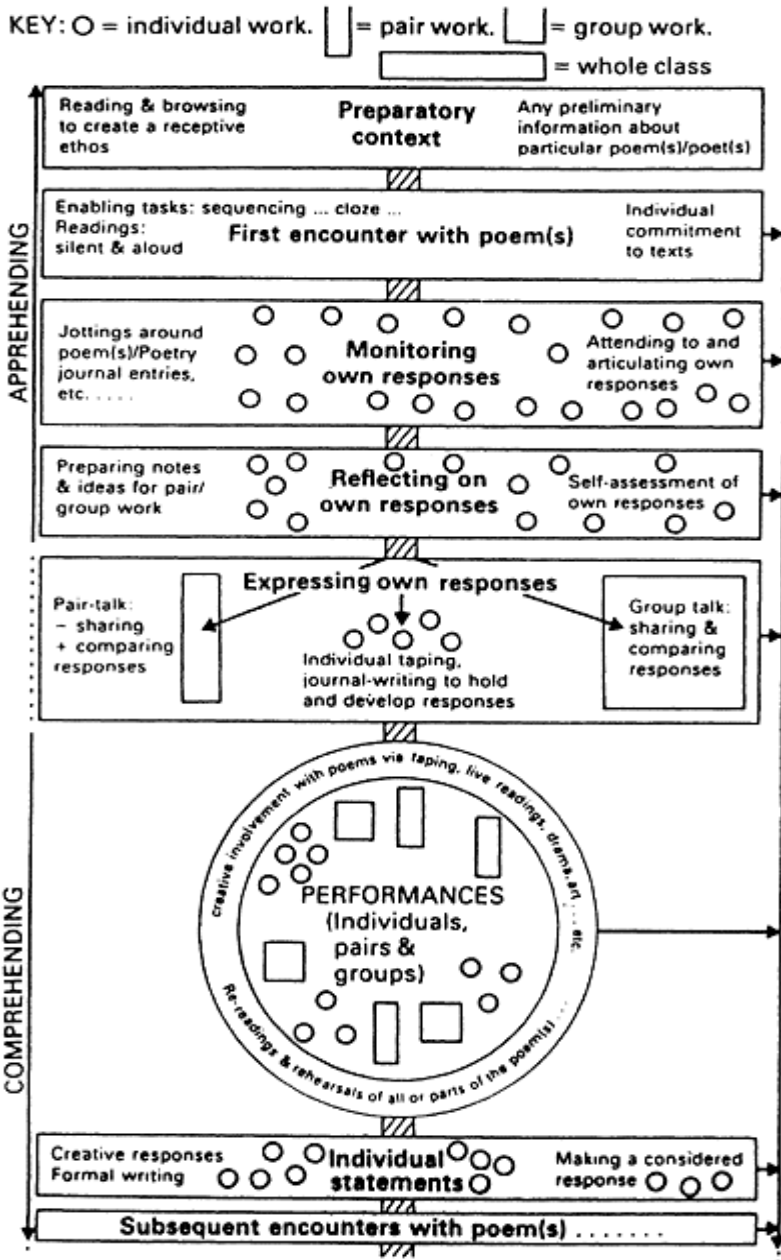 KEY: O = individual work. = pair work. = group work.
= whole class
APPREHENDING
Reading & browsing
to create a receptive
ethos
Preparatory
context
Any preliminary
information about
particular poem(s)/poet(s)
Enabling tasks: sequencing ... cloze ...
Readings:
silent & aloud
First encounter with poem(s)
Individual
commitment
to texts
Jottings around
poem(s)/Poetry
journal entries,
etc. . . . .
Monitoring
own responses
Attending to and
articulating own
responses
Preparing notes
& ideas for pair/
group work
Reflecting on
own responses
Self-assessment of
own responses
Expressing own responses
Pair-talk:
– sharing
+ comparing
responses
Individual taping,
journal-writing to hold
and develop responses
Group talk:
sharing &
comparing
responses
COMPREHENDING
creative involvement with poems via taping, live readings, drama, art . . . etc.
PERFORMANCES
(Individuals,
pairs &
groups)
Re-readings & rehearsals of all or parts of the poem(s) . . .
Creative responses
Formal writing
Individual
statements
Making a considered
response
Subsequent encounters with poem(s) . . . . . . .